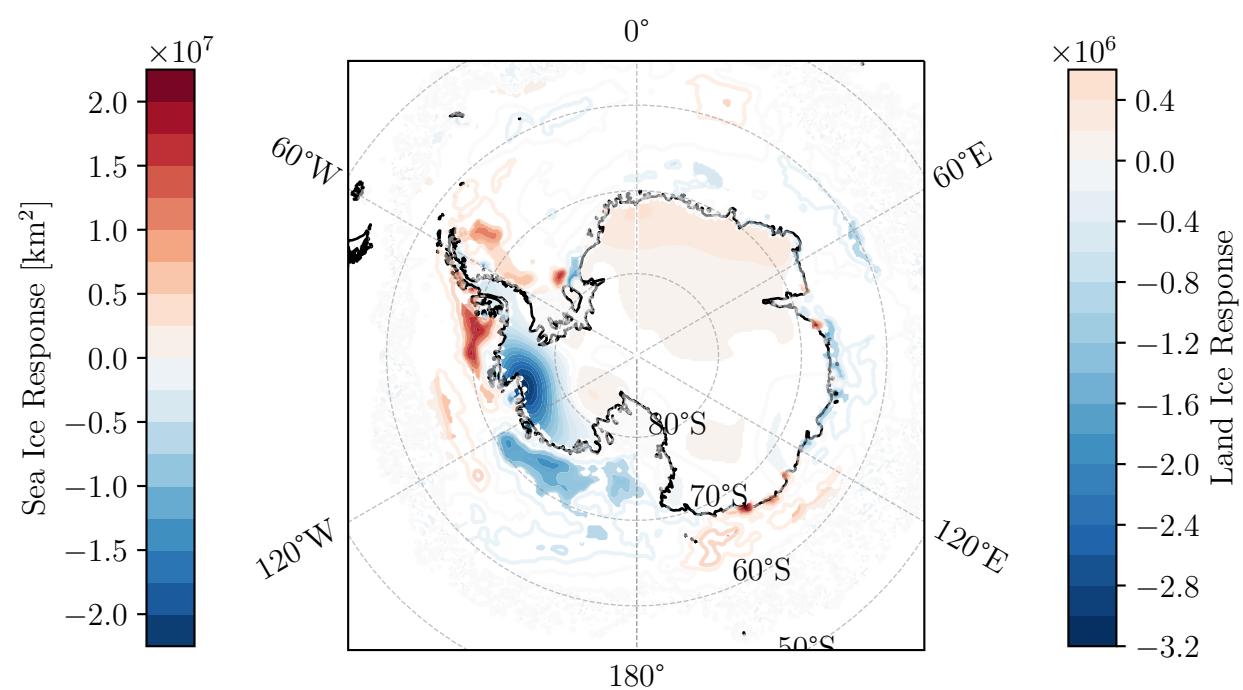 0°
×10⁷
×10⁶
2.0
1.5
1.0
0.5
0.0
−0.5
−1.0
−1.5
−2.0
Sea Ice Response [km²]
60°W
60°E
120°W
120°E
80°S
70°S
60°S
50°S
180°
0.4
0.0
−0.4
−0.8
−1.2
−1.6
−2.0
−2.4
−2.8
−3.2
Land Ice Response